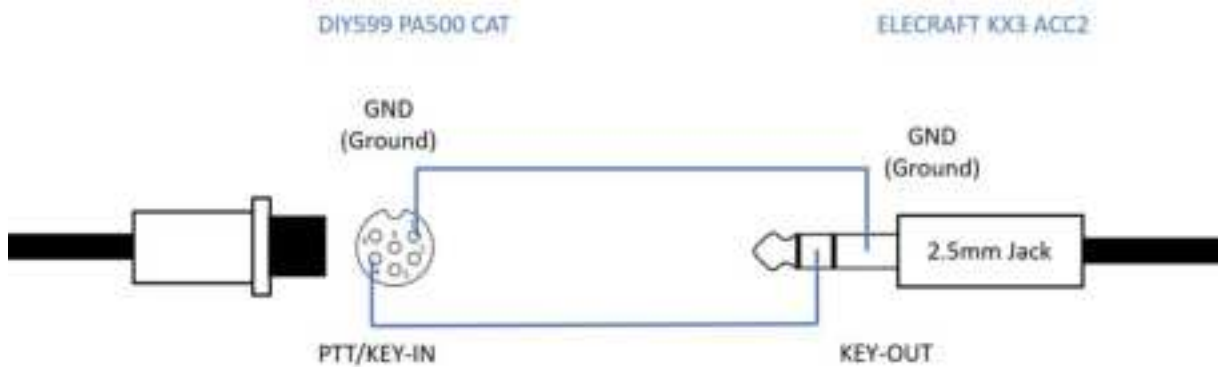 DIY599 PA500 CAT
ELECRAFT KX3 ACC2
GND
(Ground)
GND
(Ground)
2.5mm Jack
PTT/KEY-IN
KEY-OUT